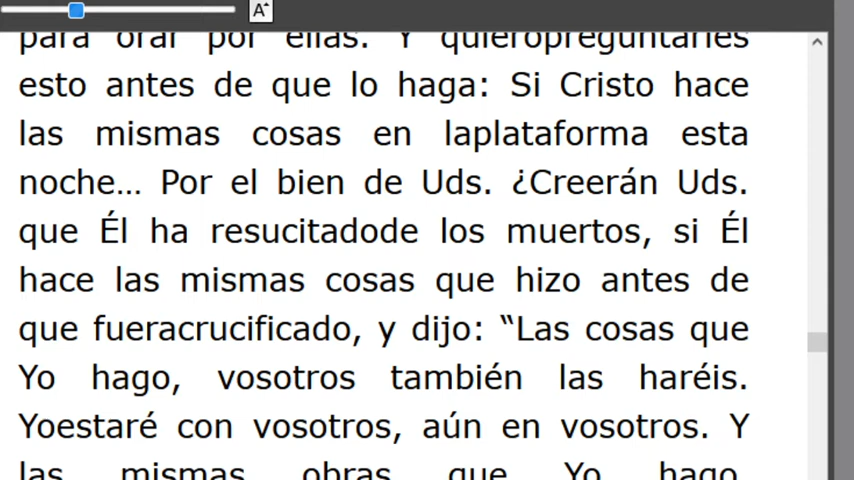 A
para orar por ellas. Y quieropreguntarles
esto antes de que lo haga: Si Cristo hace
las mismas cosas en laplataforma esta
noche... Por el bien de Uds. ¿Creerán Uds.
que Él ha resucitadode los muertos, si Él
hace las mismas cosas que hizo antes de
que fueracrucificado, y dijo: “Las cosas que
Yo hago, vosotros también las haréis.
Yoestaré con vosotros, aún en vosotros. Y
las mismas obras que Yo hago,